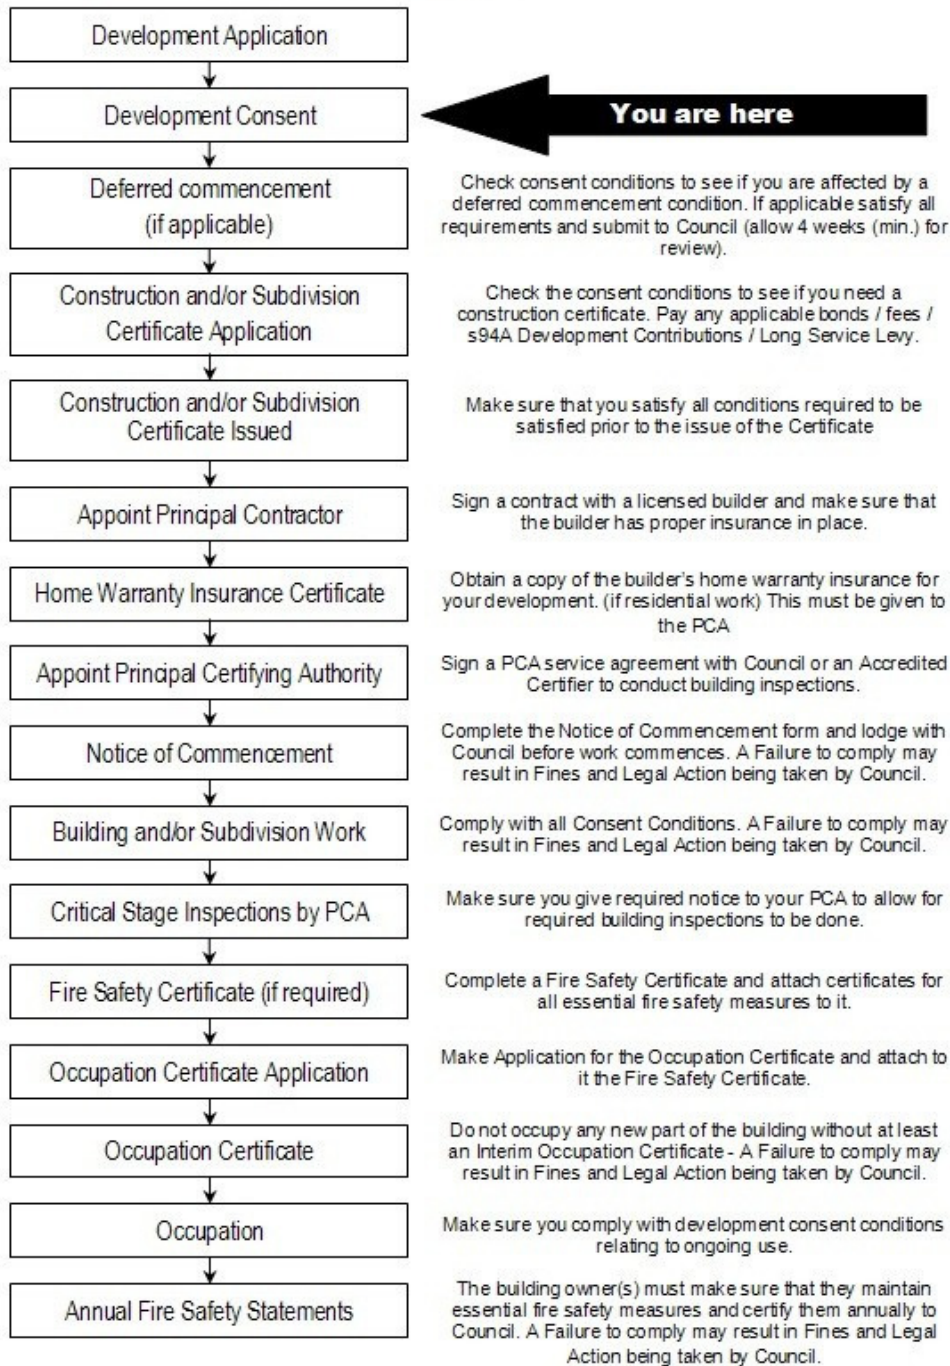 Development Application
Development Consent
You are here
Deferred commencement
(if applicable)
Check consent conditions to see if you are affected by a
deferred commencement condition. If applicable satisfy all
requirements and submit to Council (allow 4 weeks (min.) for
review).
Construction and/or Subdivision
Certificate Application
Check the consent conditions to see if you need a
construction certificate. Pay any applicable bonds / fees /
s94A Development Contributions / Long Service Levy.
Construction and/or Subdivision
Certificate Issued
Make sure that you satisfy all conditions required to be
satisfied prior to the issue of the Certificate
Appoint Principal Contractor
Sign a contract with a licensed builder and make sure that
the builder has proper insurance in place.
Home Warranty Insurance Certificate
Obtain a copy of the builder's home warranty insurance for
your development. (if residential work) This must be given to
the PCA
Appoint Principal Certifying Authority
Sign a PCA service agreement with Council or an Accredited
Certifier to conduct building inspections.
Notice of Commencement
Complete the Notice of Commencement form and lodge with
Council before work commences. A Failure to comply may
result in Fines and Legal Action being taken by Council.
Building and/or Subdivision Work
Comply with all Consent Conditions. A Failure to comply may
result in Fines and Legal Action being taken by Council.
Critical Stage Inspections by PCA
Make sure you give required notice to your PCA to allow for
required building inspections to be done.
Fire Safety Certificate (if required)
Complete a Fire Safety Certificate and attach certificates for
all essential fire safety measures to it.
Occupation Certificate Application
Make Application for the Occupation Certificate and attach to
it the Fire Safety Certificate.
Occupation Certificate
Do not occupy any new part of the building without at least
an Interim Occupation Certificate - A Failure to comply may
result in Fines and Legal Action being taken by Council.
Occupation
Make sure you comply with development consent conditions
relating to ongoing use.
Annual Fire Safety Statements
The building owner(s) must make sure that they maintain
essential fire safety measures and certify them annually to
Council. A Failure to comply may result in Fines and Legal
Action being taken by Council.